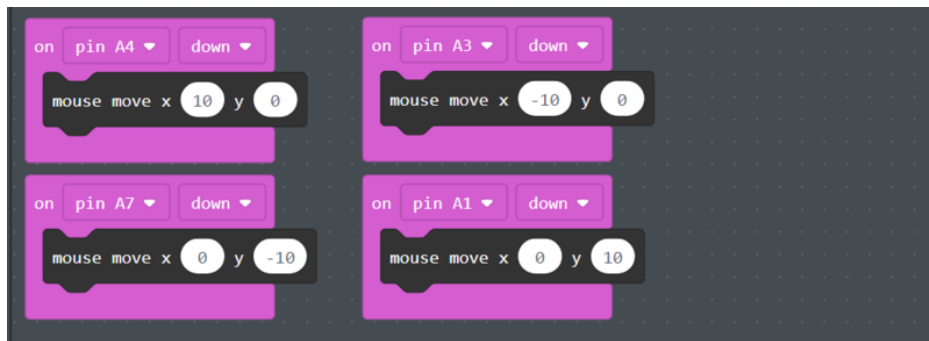 on pin A4 down
mouse move x 10 y 0
on pin A3 down
mouse move x -10 y 0
on pin A7 down
mouse move x 0 y -10
on pin A1 down
mouse move x 0 y 10